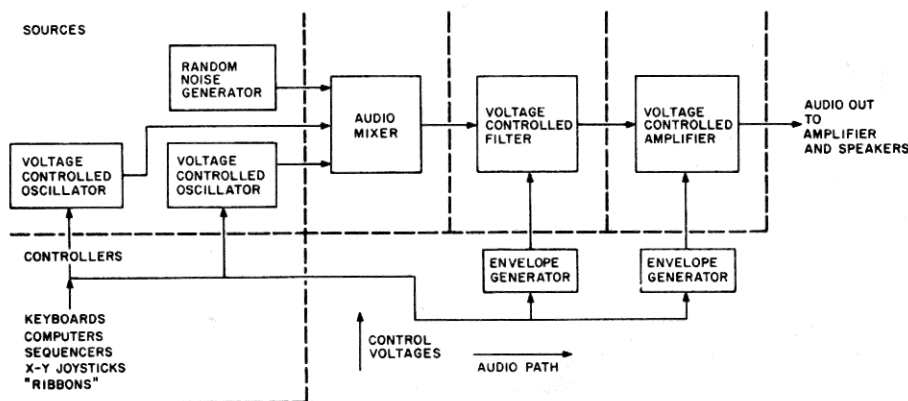 SOURCES
RANDOM
NOISE
GENERATOR
AUDIO
MIXER
VOLTAGE
CONTROLLED
FILTER
VOLTAGE
CONTROLLED
AMPLIFIER
AUDIO OUT
TO
AMPLIFIER
AND SPEAKERS
VOLTAGE
CONTROLLED
OSCILLATOR
VOLTAGE
CONTROLLED
OSCILLATOR
CONTROLLERS
ENVELOPE
GENERATOR
ENVELOPE
GENERATOR
KEYBOARDS
COMPUTERS
SEQUENCERS
X-Y JOYSTICKS
"RIBBONS"
CONTROL
VOLTAGES
AUDIO PATH